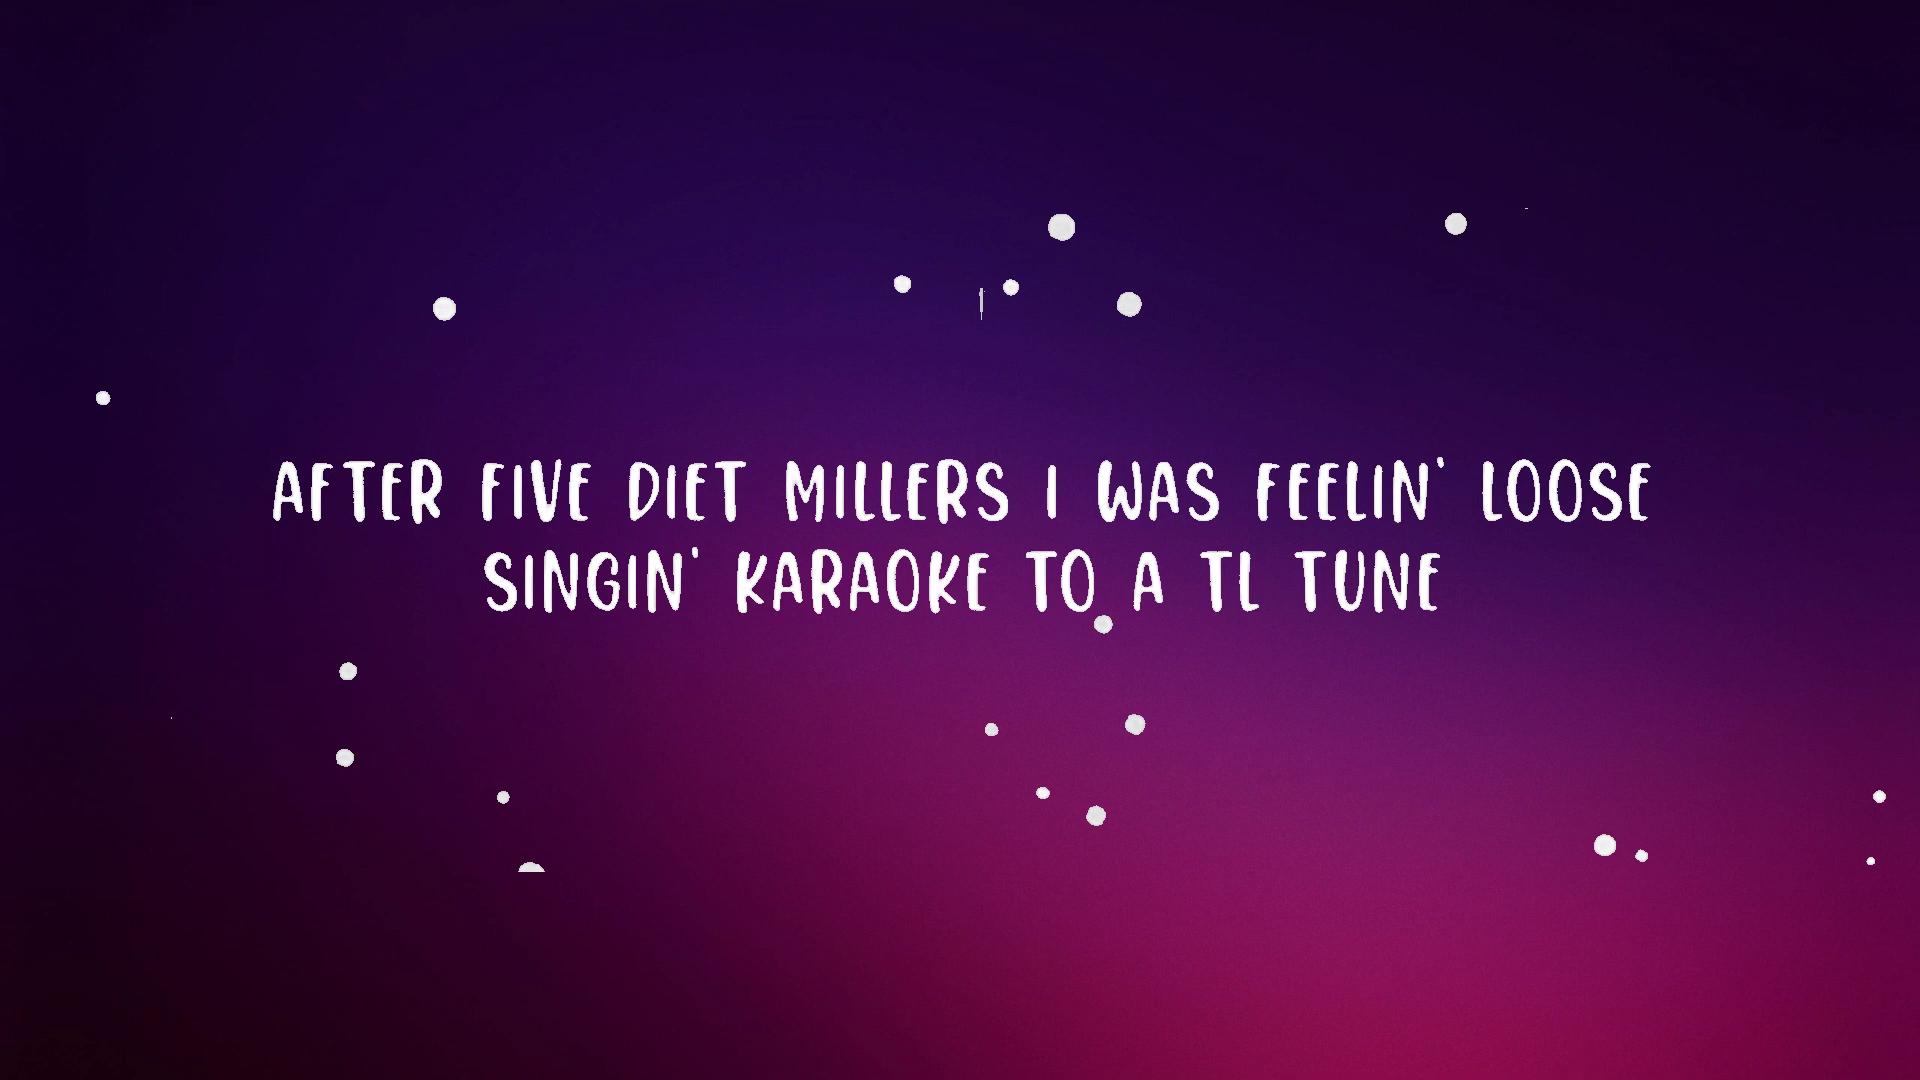 AFTER FIVE DIET MILLERS I WAS FEELIN' LOOSE
SINGIN' KARAOKE TO A TL TUNE